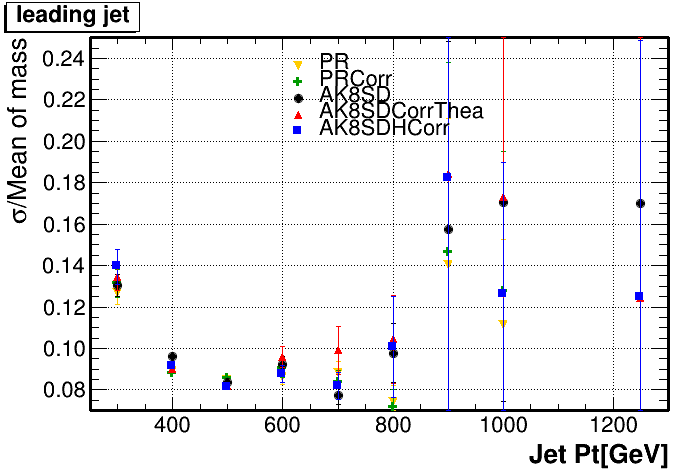 leading jet
σ/Mean of mass
0.24
0.22
0.20
0.18
0.16
0.14
0.12
0.10
0.08
PR
PRCorr
AK8SD
AK8SDCorrThea
AK8SDHCorr
400 600 800 1000 1200
Jet Pt[GeV]